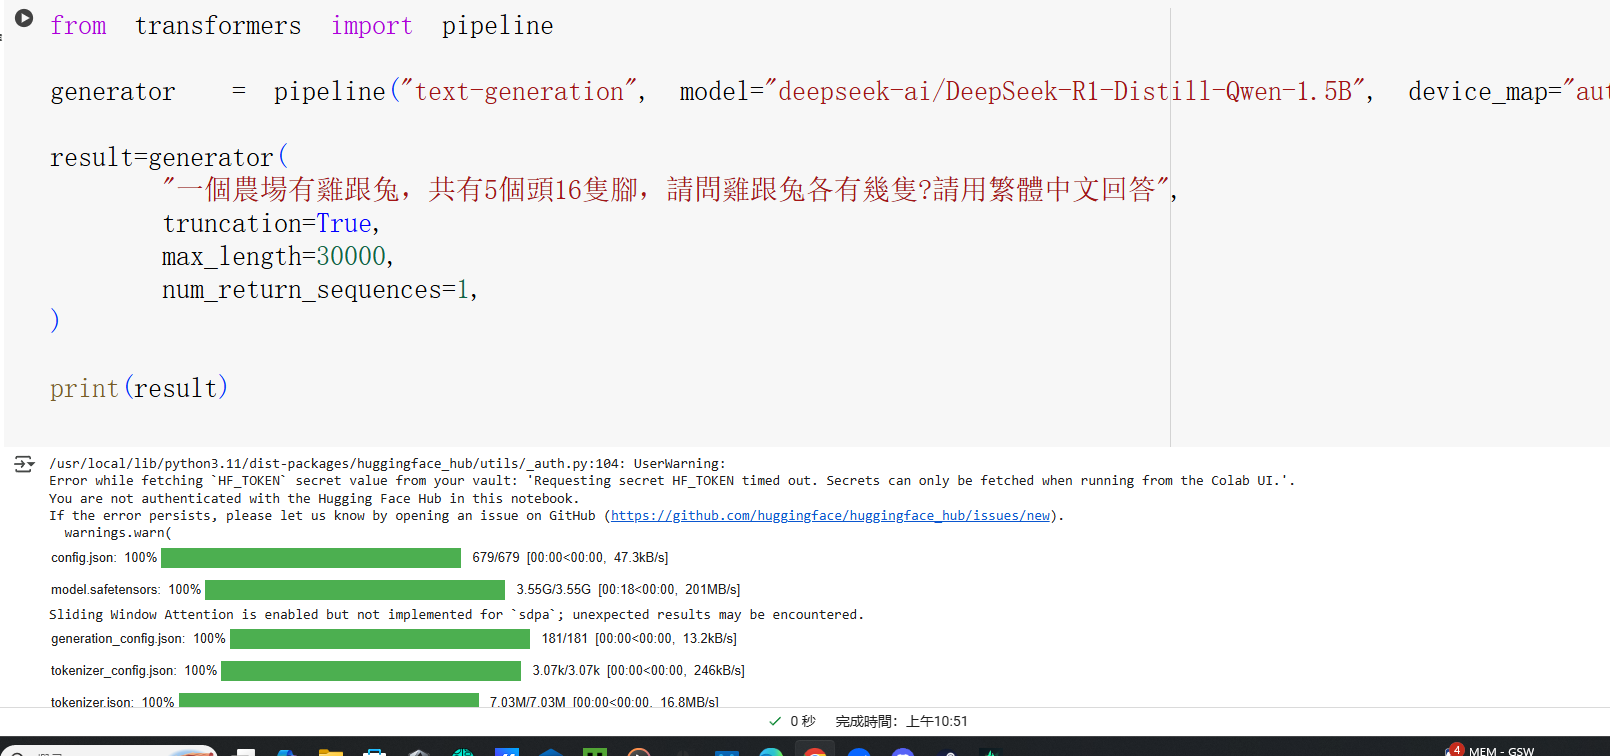 from transformers import pipeline
generator = pipeline("text-generation", model="deepseek-ai/DeepSeek-R1-Distill-Qwen-1.5B", device_map="aut
result=generator(
"一個農場有雞跟兔，共有5個頭16隻腳，請問雞跟兔各有幾隻?請用繁體中文回答",
truncation=True,
max_length=30000,
num_return_sequences=1,
)
print(result)
/usr/local/lib/python3.11/dist-packages/huggingface_hub/utils/_auth.py:104: UserWarning:
Error while fetching `HF_TOKEN` secret value from your vault: 'Requesting secret HF_TOKEN timed out. Secrets can only be fetched when running from the Colab UI.'.
You are not authenticated with the Hugging Face Hub in this notebook.
If the error persists, please let us know by opening an issue on GitHub (https://github.com/huggingface/huggingface_hub/issues/new).
warnings.warn(
config.json: 100% 679/679 [00:00<00:00, 47.3kB/s]
model.safetensors: 100% 3.55G/3.55G [00:18<00:00, 201MB/s]
Sliding Window Attention is enabled but not implemented for `sdpa`; unexpected results may be encountered.
generation_config.json: 100% 181/181 [00:00<00:00, 13.2kB/s]
tokenizer_config.json: 100% 3.07k/3.07k [00:00<00:00, 246kB/s]
tokenizer.json: 100% 7.03M/7.03M [00:00<00:00, 16.8MB/s]
✓ 0 秒 完成時間：上午10:51
4 MEM - GSW